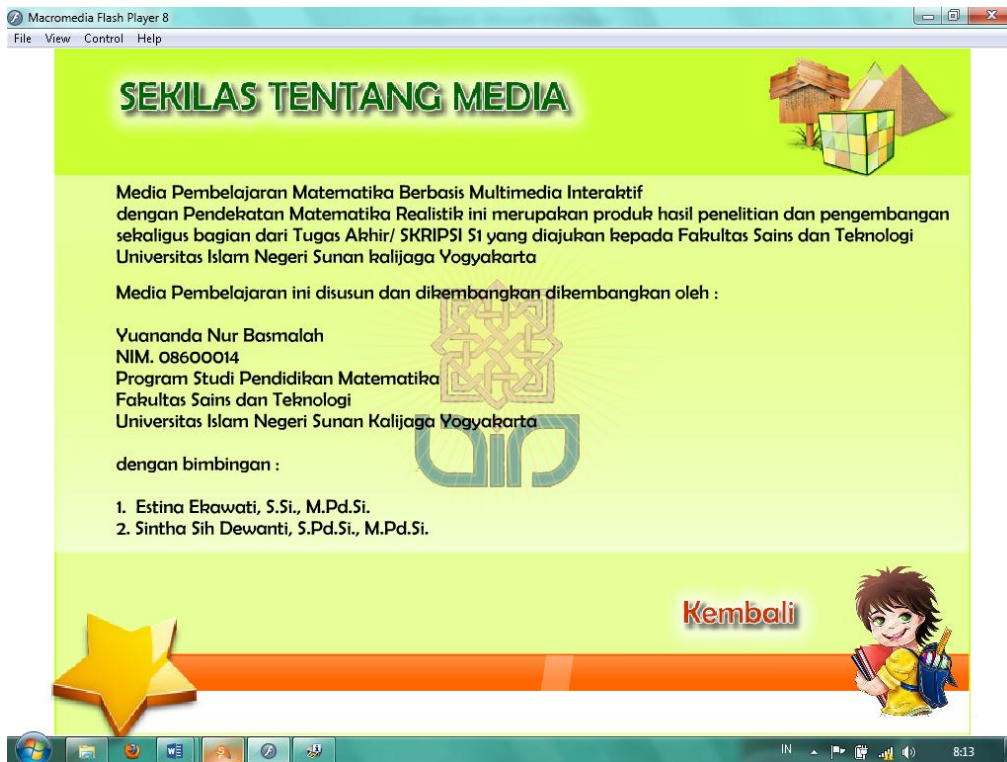 Macromedia Flash Player 8
File View Control Help
SEKILAS TENTANG MEDIA
Media Pembelajaran Matematika Berbasis Multimedia Interaktif
dengan Pendekatan Matematika Realistik ini merupakan produk hasil penelitian dan pengembangan
sekaligus bagian dari Tugas Akhir/ SKRIPSI S1 yang diajukan kepada Fakultas Sains dan Teknologi
Universitas Islam Negeri Sunan kalijaga Yogyakarta
Media Pembelajaran ini disusun dan dikembangkan dikembangkan oleh :
Yuananda Nur Basmalah
NIM. 08600014
Program Studi Pendidikan Matematika
Fakultas Sains dan Teknologi
Universitas Islam Negeri Sunan Kalijaga Yogyakarta
dengan bimbingan :
1. Estina Ekawati, S.Si., M.Pd.Si.
2. Sintha Sih Dewanti, S.Pd.Si., M.Pd.Si.
uin
Kembali
IN
8:13